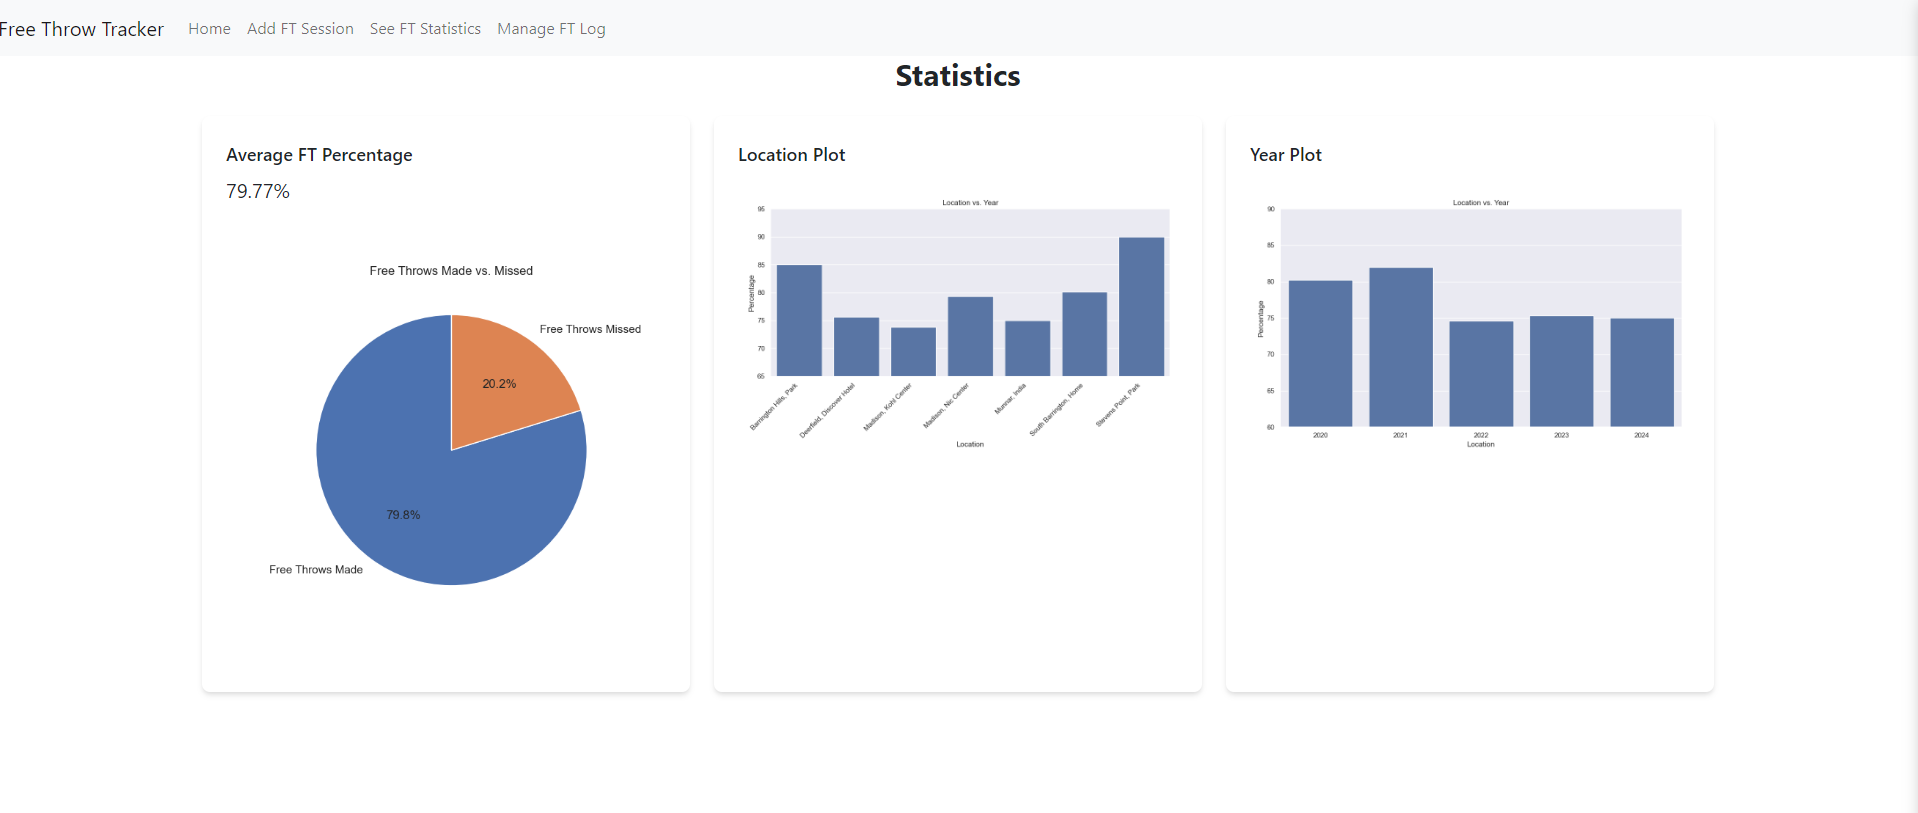 Free Throw Tracker Home Add FT Session See FT Statistics Manage FT Log
Statistics
Average FT Percentage
79.77%
Free Throws Made vs. Missed
Free Throws Missed
20.2%
79.8%
Free Throws Made
Location Plot
Location vs. Year
95
90
85
80
75
70
65
Percentage
Barrington Hills, Park
Deerfield, Discover Hotel
Madison, Kohl Center
Madison, Nic Center
Munnar, India
South Barrington, Home
Stevens Point, Park
Location
Year Plot
Location vs. Year
90
85
80
75
70
65
60
Percentage
2020 2021 2022 2023 2024
Location